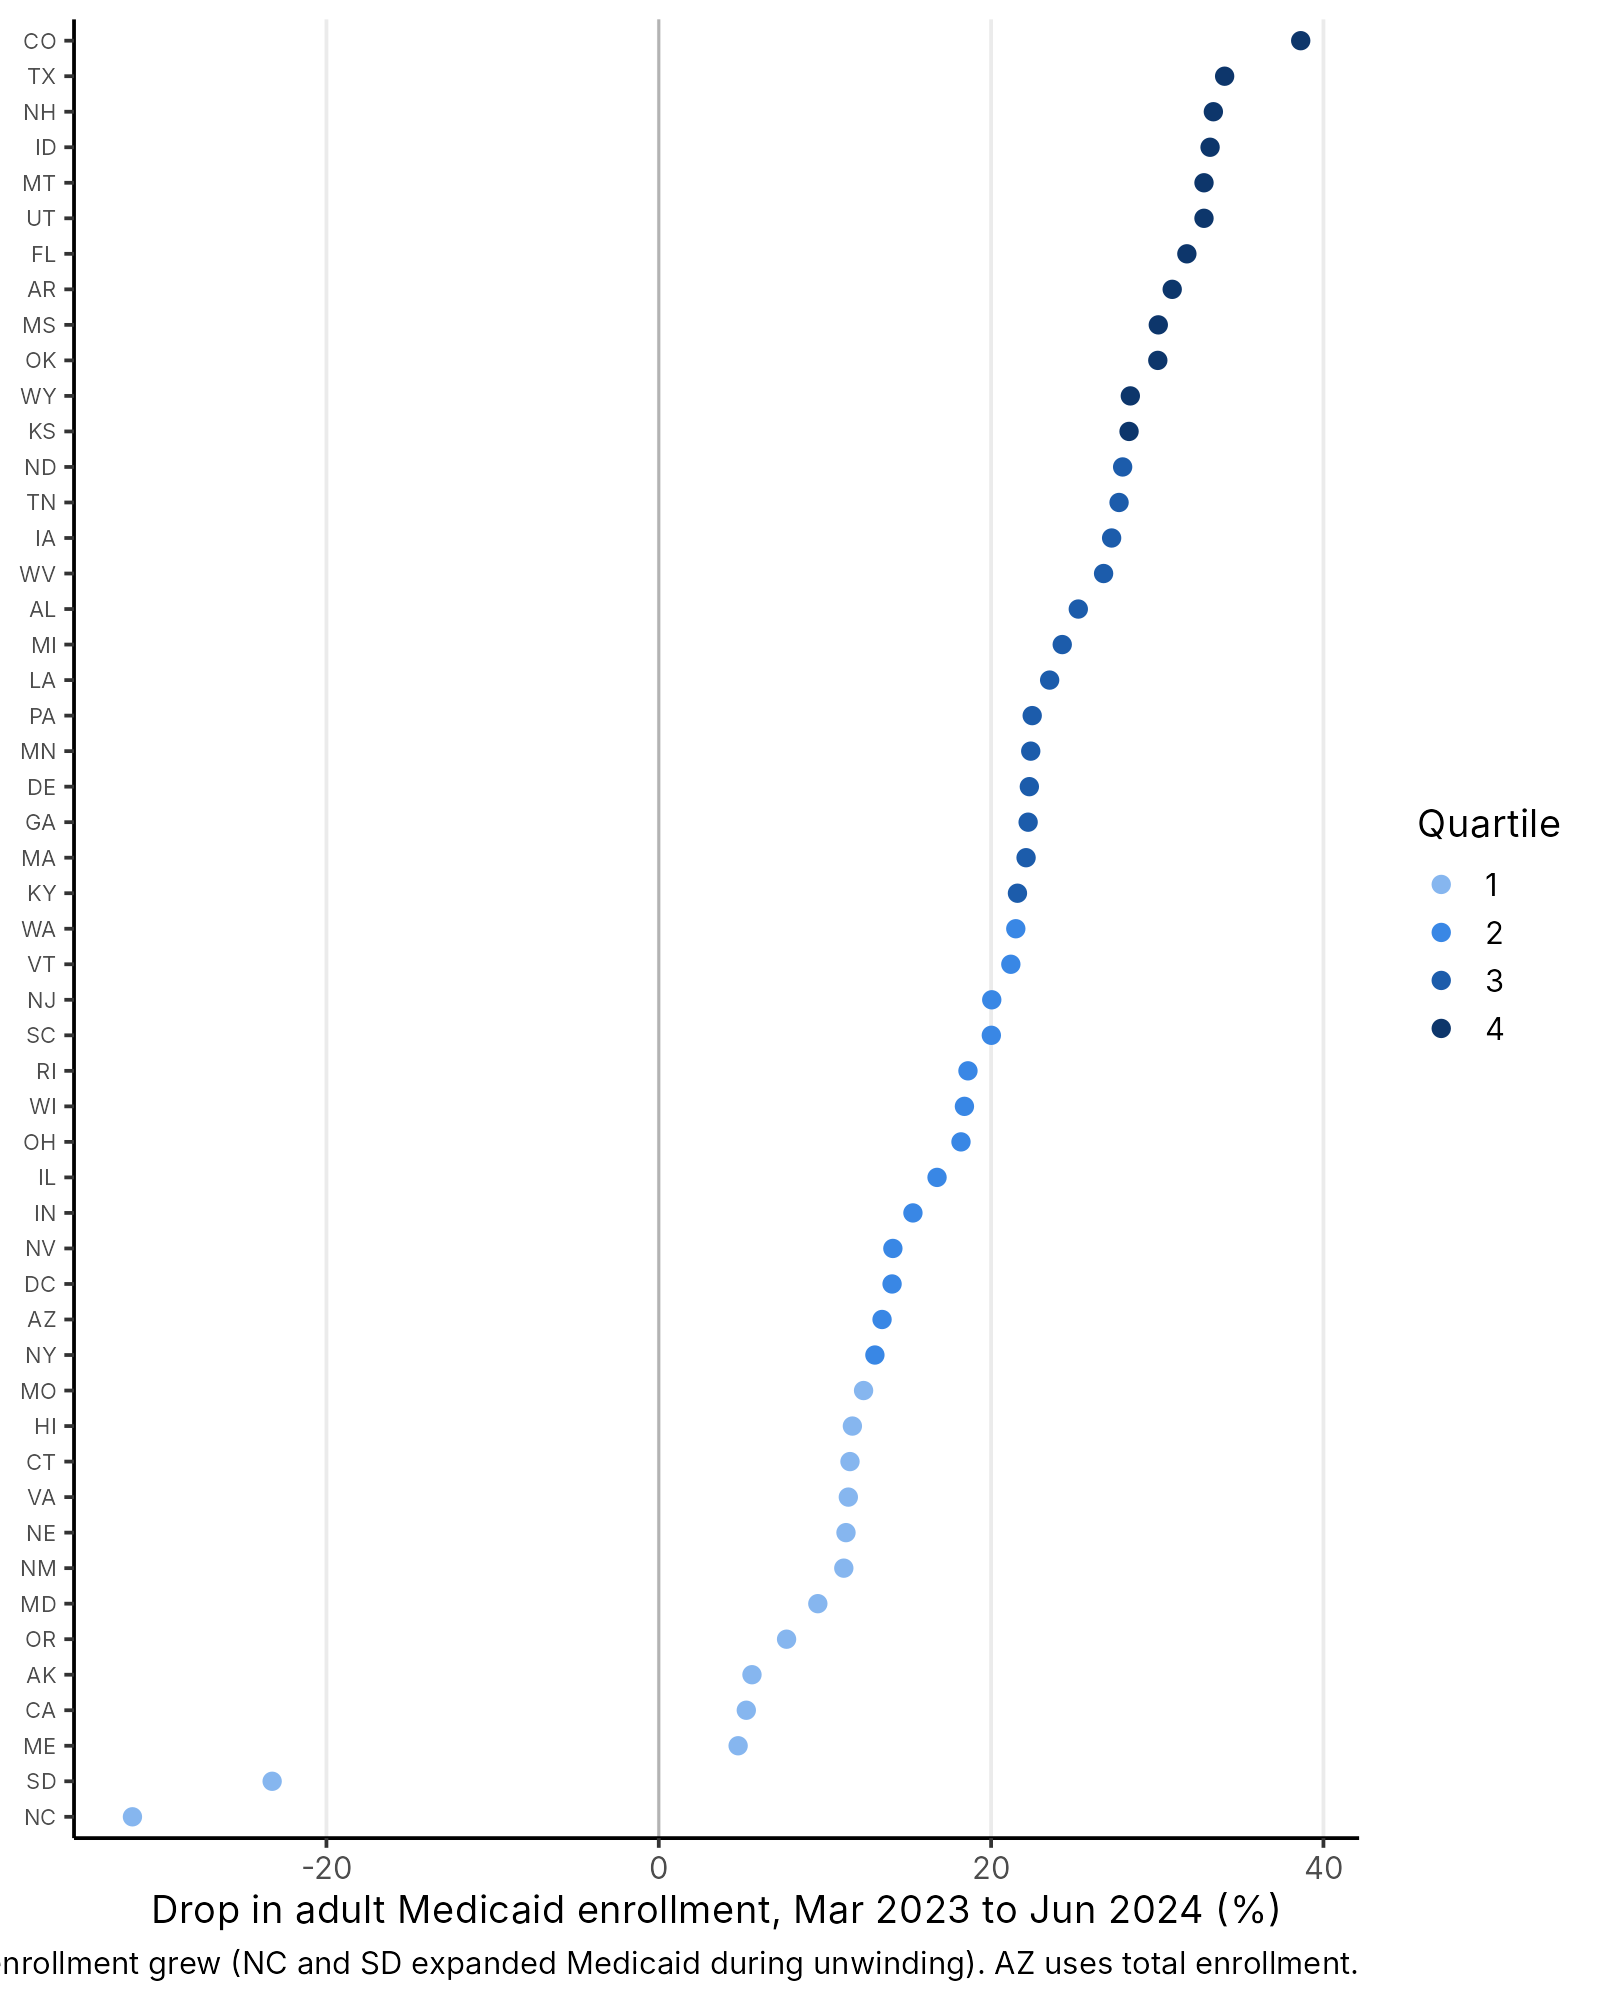 CO
TX
NH
ID
MT
UT
FL
AR
MS
OK
WY
KS
ND
TN
IA
WV
AL
MI
LA
PA
MN
DE
GA
MA
KY
WA
VT
NJ
SC
RI
WI
OH
IL
IN
NV
DC
AZ
NY
MO
HI
CT
VA
NE
NM
MD
OR
AK
CA
ME
SD
NC
-20 0 20 40
Drop in adult Medicaid enrollment, Mar 2023 to Jun 2024 (%)
Quartile
1
2
3
4
nrollment grew (NC and SD expanded Medicaid during unwinding). AZ uses total enrollment.